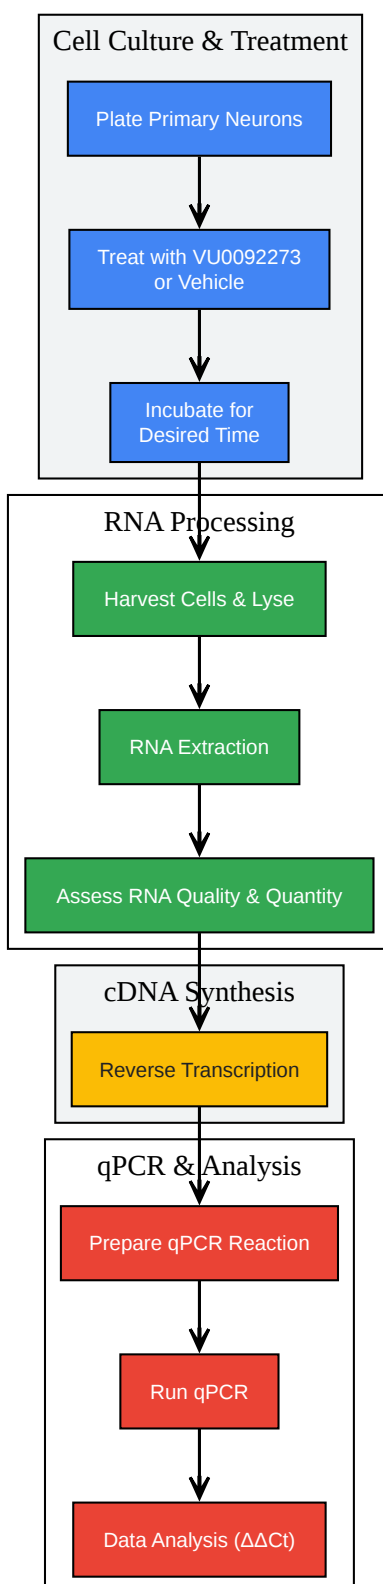 Cell Culture & Treatment
Plate Primary Neurons
Treat with VU0092273
or Vehicle
Incubate for
Desired Time
RNA Processing
Harvest Cells & Lyse
RNA Extraction
Assess RNA Quality & Quantity
cDNA Synthesis
Reverse Transcription
qPCR & Analysis
Prepare qPCR Reaction
Run qPCR
Data Analysis (ΔΔCt)